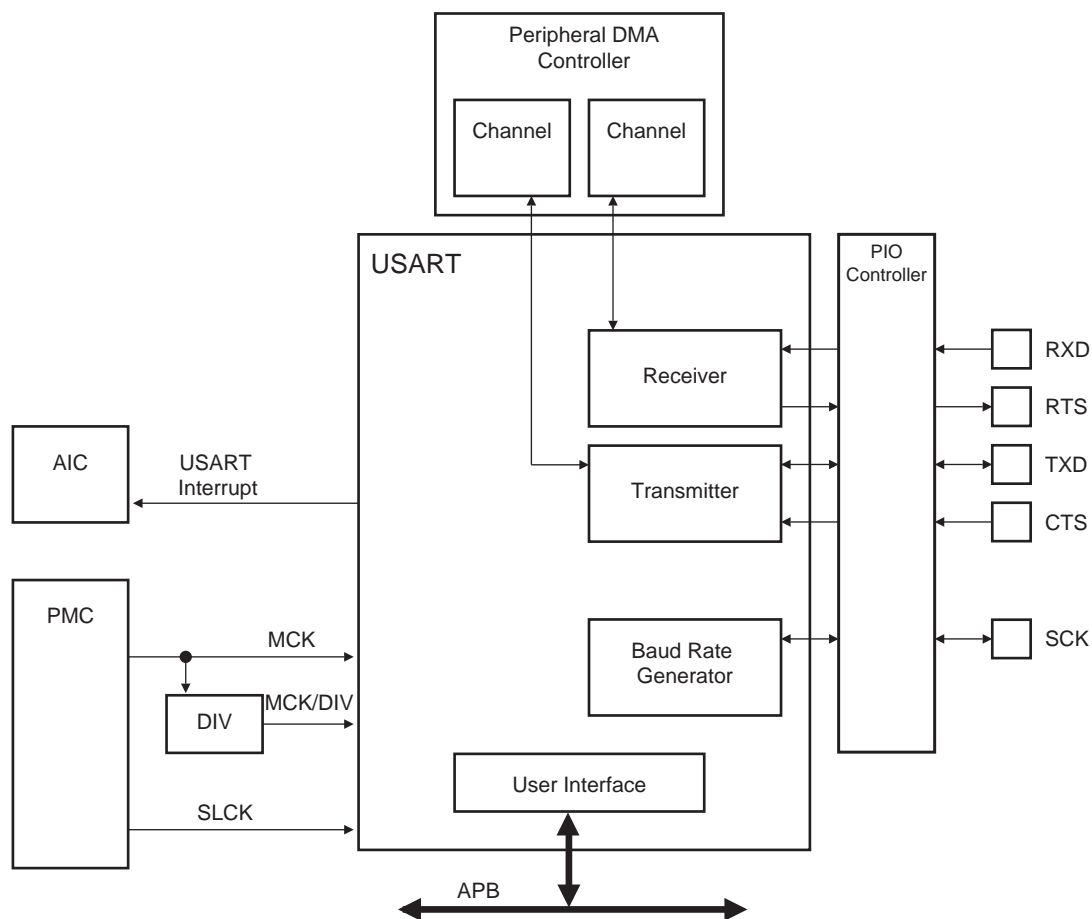 Peripheral DMA
Controller
Channel
Channel
USART
PIO
Controller
Receiver
RXD
RTS
AIC
USART
Interrupt
Transmitter
TXD
CTS
PMC
MCK
Baud Rate
Generator
SCK
DIV
MCK/DIV
User Interface
SLCK
APB